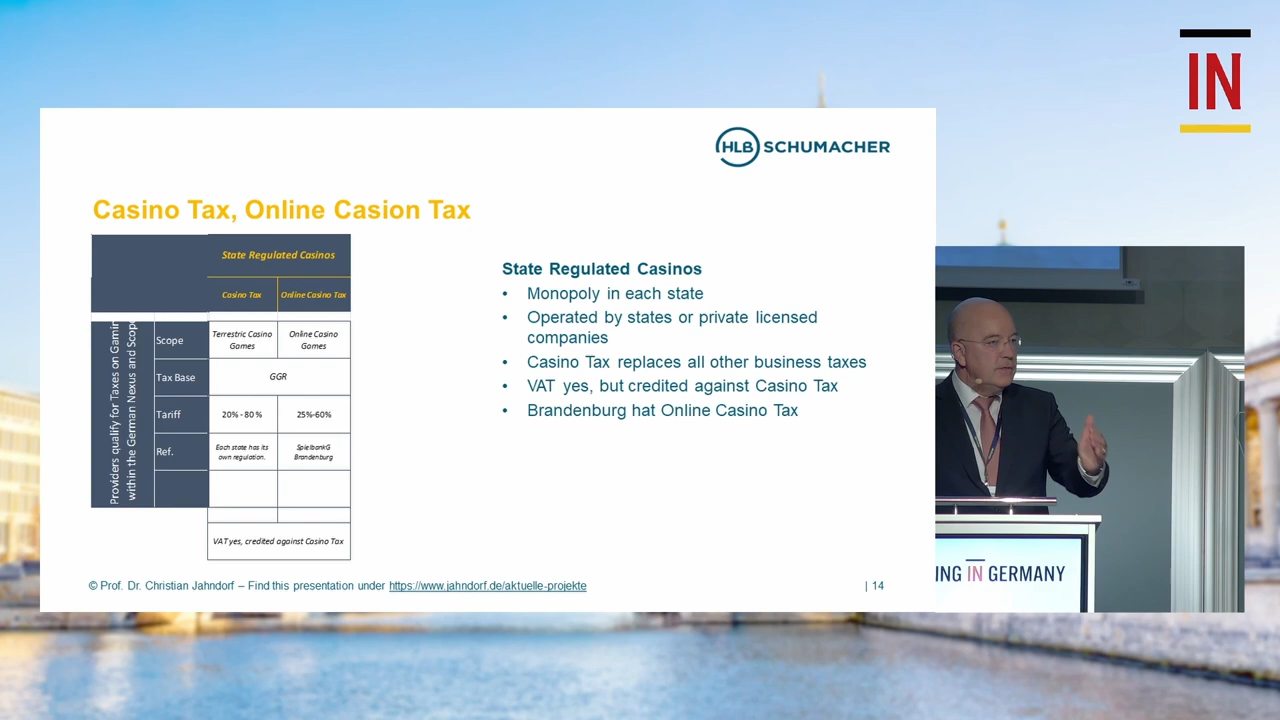 IN
HLB SCHUMACHER
Casino Tax, Online Casion Tax
State Regulated Casinos
Casino Tax
Online Casino Tax
Providers qualify for Taxes on Gamin
within the German Nexus and Scope
Scope
Terrestric Casino
Games
Online Casino
Games
Tax Base
GGR
Tariff
20% - 80 %
25%-60%
Ref.
Each state has its
own regulation.
SpielbankG
Brandenburg
VAT yes, credited against Casino Tax
State Regulated Casinos
• Monopoly in each state
• Operated by states or private licensed
companies
• Casino Tax replaces all other business taxes
• VAT yes, but credited against Casino Tax
• Brandenburg hat Online Casino Tax
© Prof. Dr. Christian Jahndorf – Find this presentation under https://www.jahndorf.de/aktuelle-projekte
| 14
ING IN GERMANY